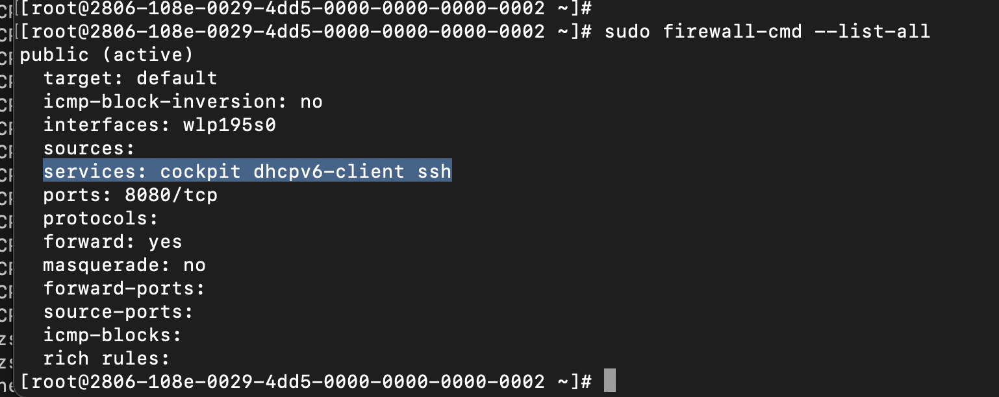 [[root@2806-108e-0029-4dd5-0000-0000-0000-0002 ~]#
[[root@2806-108e-0029-4dd5-0000-0000-0000-0002 ~]# sudo firewall-cmd --list-all
public (active)
  target: default
  icmp-block-inversion: no
  interfaces: wlp195s0
  sources:
  services: cockpit dhcpv6-client ssh
  ports: 8080/tcp
  protocols:
  forward: yes
  masquerade: no
  forward-ports:
  source-ports:
  icmp-blocks:
  rich rules:
[root@2806-108e-0029-4dd5-0000-0000-0000-0002 ~]#